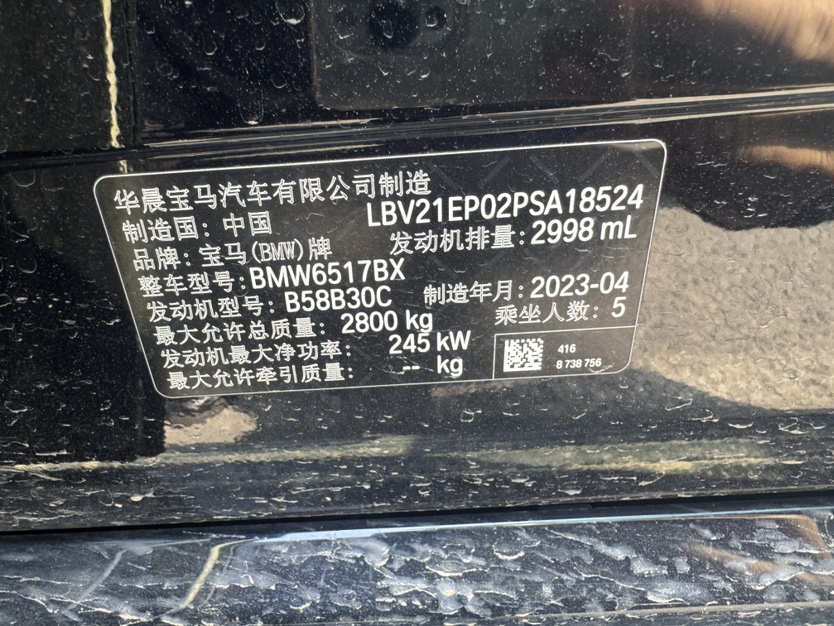 华晨宝马汽车有限公司制造
制造国：中国 LBV21EP02PSA18524
品牌：宝马(BMW)牌 发动机排量：2998 mL
整车型号：BMW6517BX
发动机型号：B58B30C 制造年月：2023-04
最大允许总质量：2800 kg 乘坐人数：5
发动机最大净功率：245 kW
最大允许牵引质量：-- kg
416
8 738 756